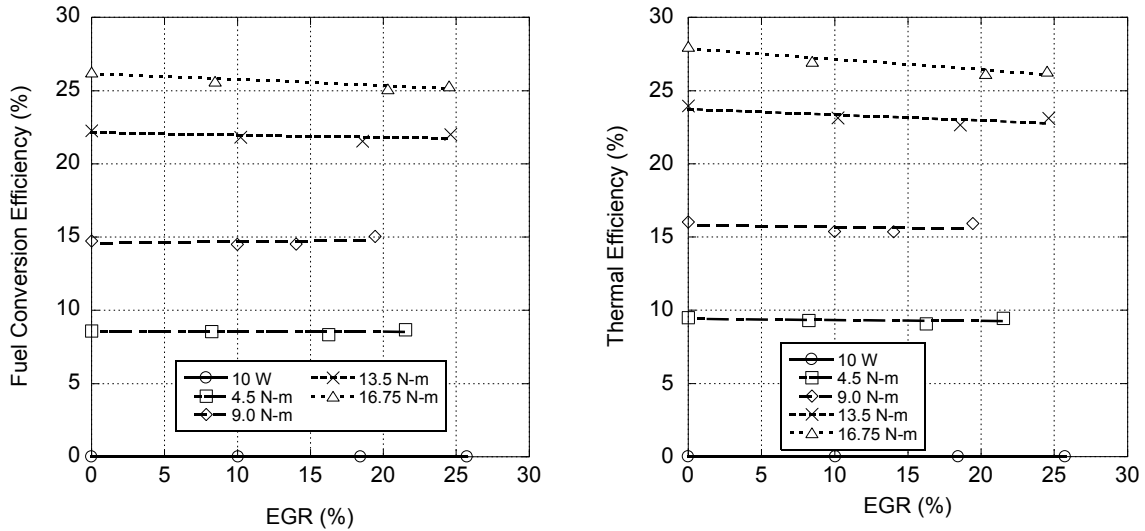 Fuel Conversion Efficiency (%)
30
25
20
15
10
5
0
10 W
4.5 N-m
9.0 N-m
13.5 N-m
16.75 N-m
0 5 10 15 20 25 30
EGR (%)
Thermal Efficiency (%)
30
25
20
15
10
5
0
10 W
4.5 N-m
9.0 N-m
13.5 N-m
16.75 N-m
0 5 10 15 20 25 30
EGR (%)